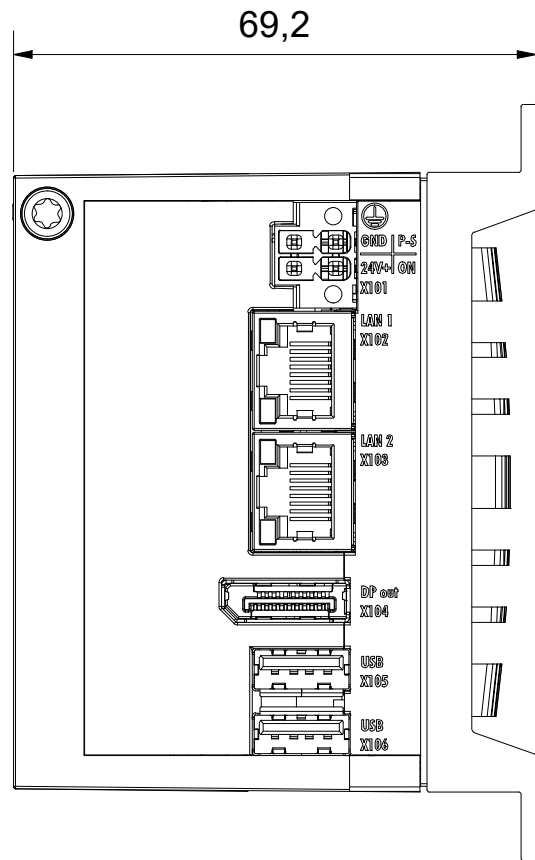 69,2
GND P-S
24V+ ON
X101
LAN 1
X102
LAN 2
X103
DP out
X104
USB
X105
USB
X106